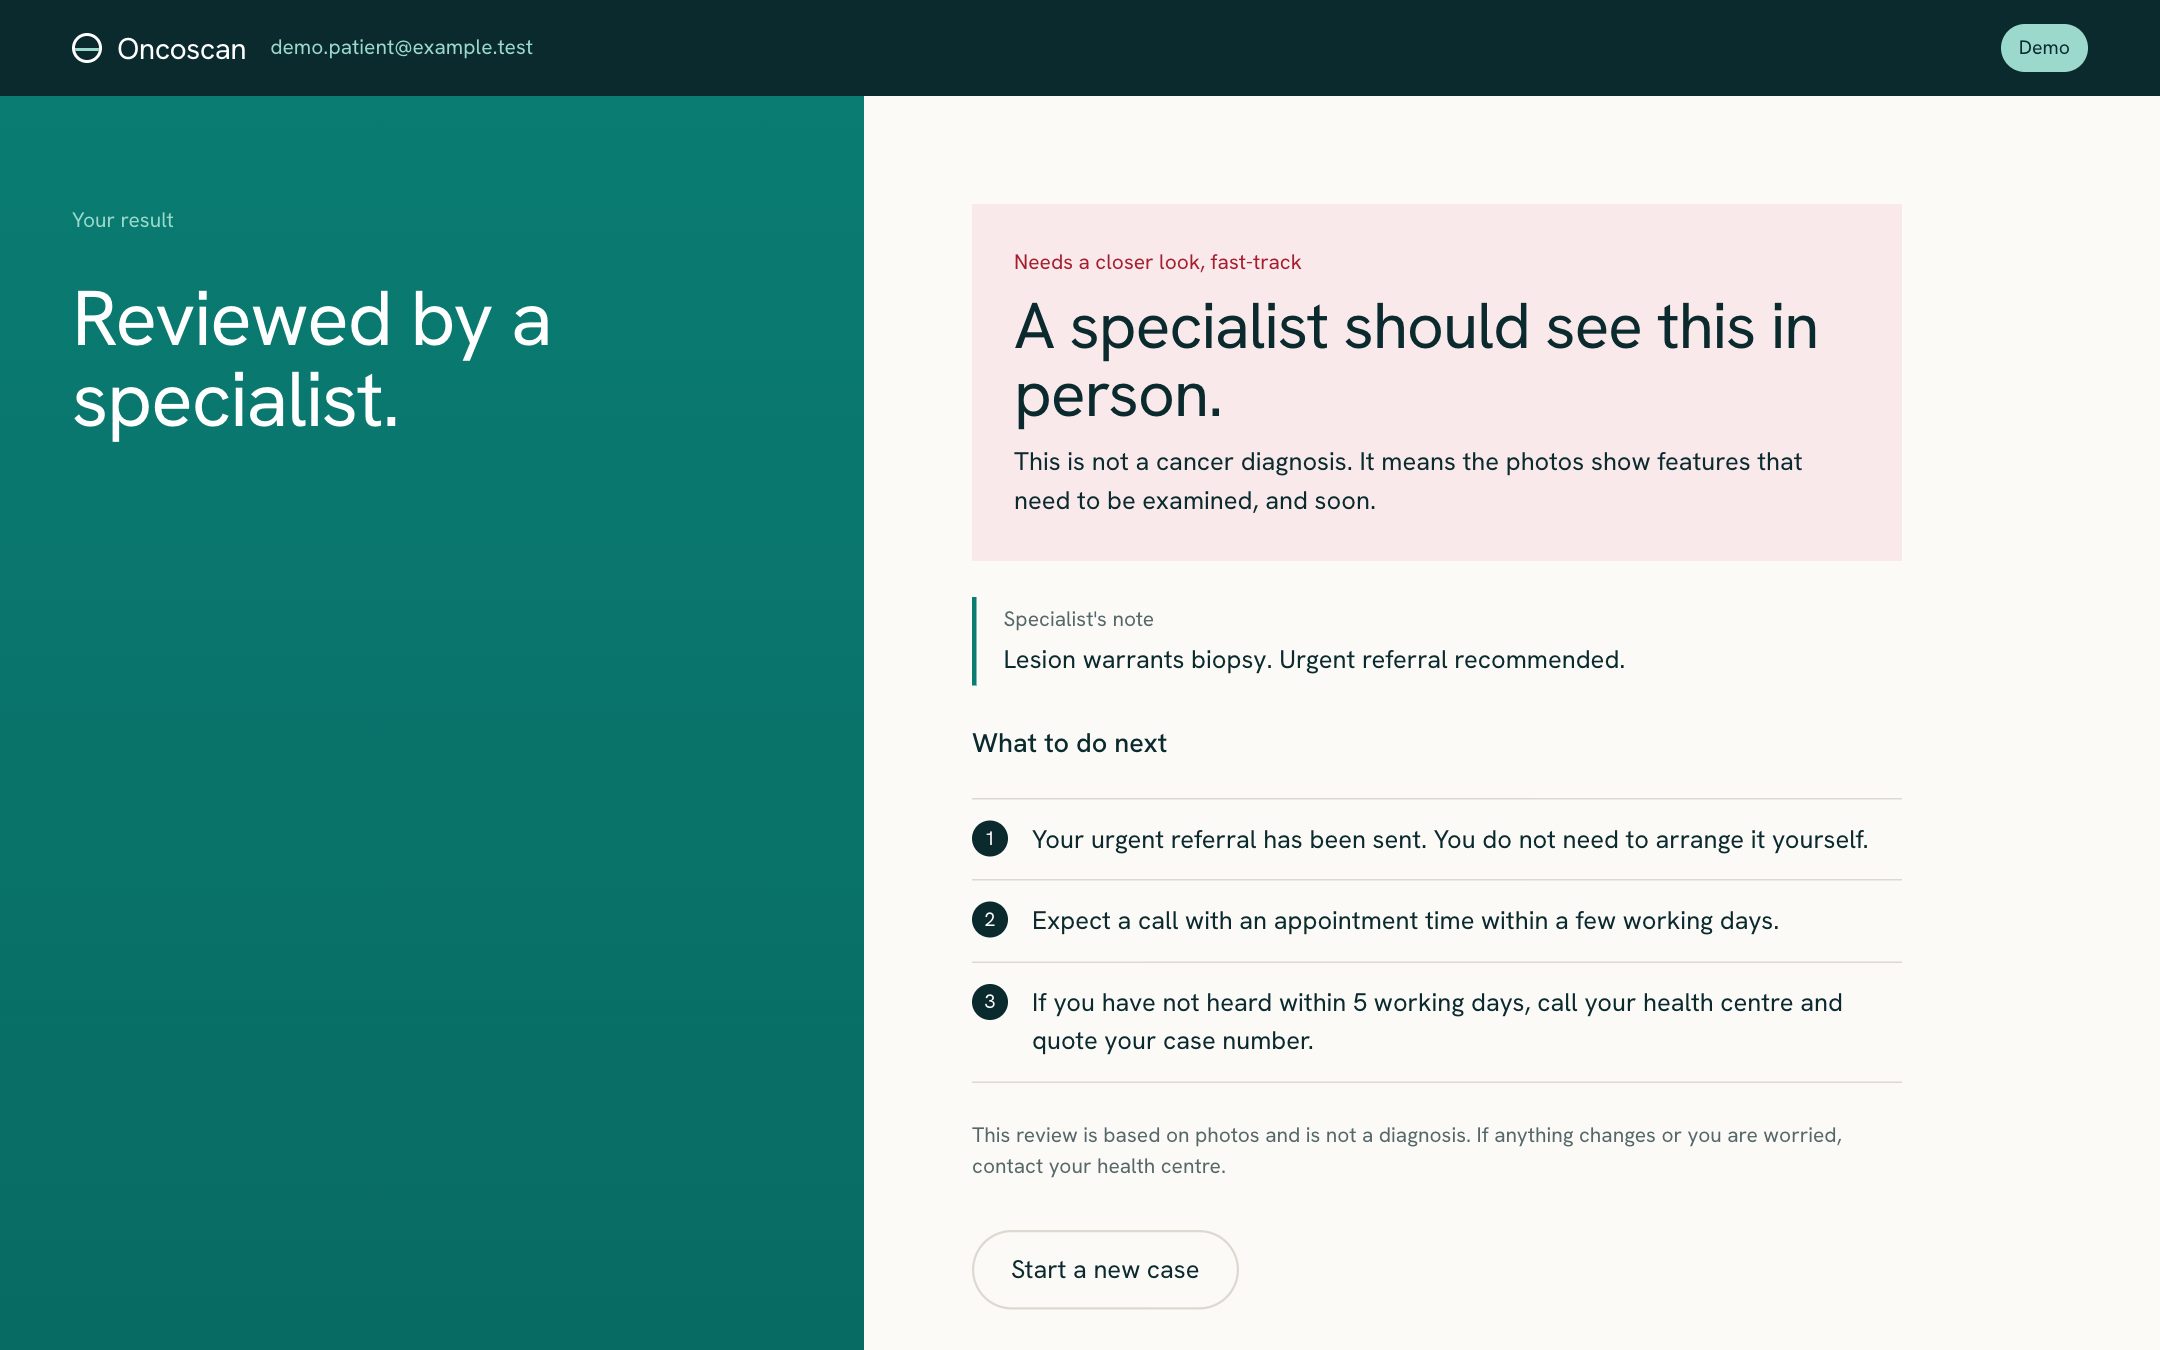 Oncoscan
demo.patient@example.test
Demo
Your result
Reviewed by a
specialist.
Needs a closer look, fast-track
A specialist should see this in
person.
This is not a cancer diagnosis. It means the photos show features that
need to be examined, and soon.
Specialist's note
Lesion warrants biopsy. Urgent referral recommended.
What to do next
1 Your urgent referral has been sent. You do not need to arrange it yourself.
2 Expect a call with an appointment time within a few working days.
3 If you have not heard within 5 working days, call your health centre and
quote your case number.
This review is based on photos and is not a diagnosis. If anything changes or you are worried,
contact your health centre.
Start a new case